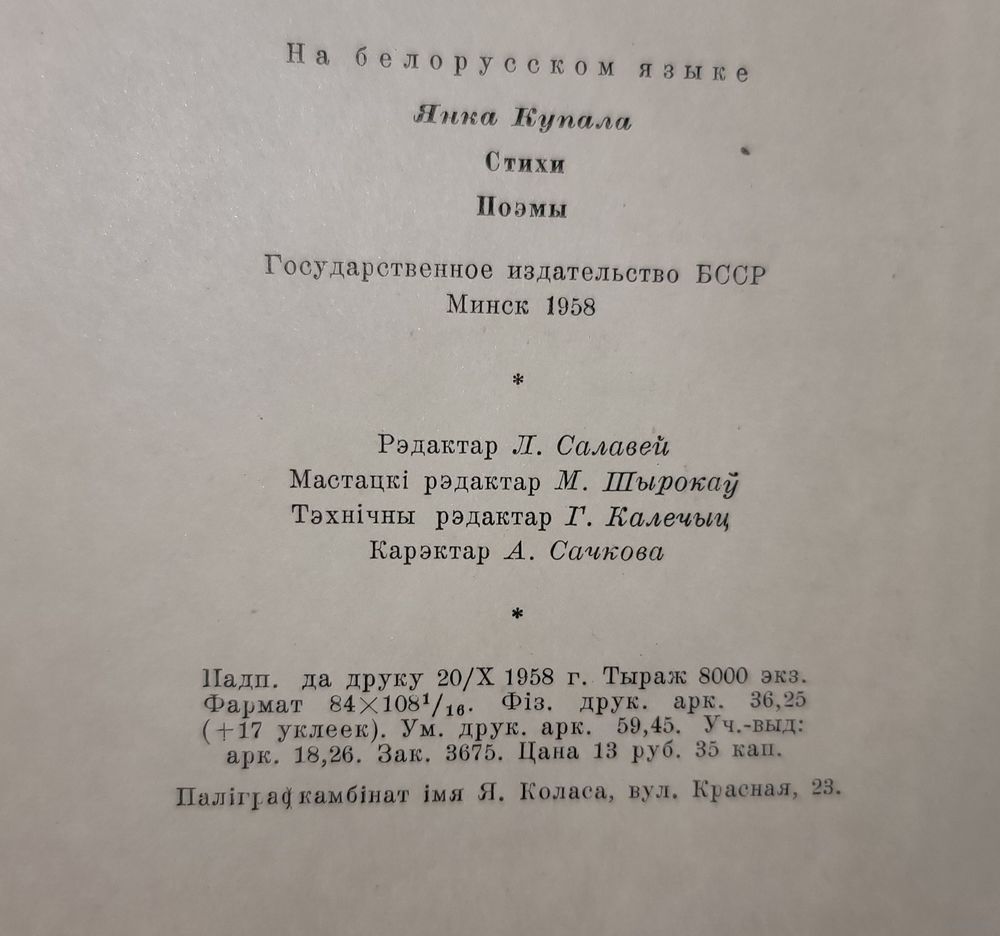 На белорусском языке
Янка Купала
Стихи
Поэмы
Государственное издательство БССР
Минск 1958
*
Рэдактар Л. Салавей
Мастацкі рэдактар М. Шырокаў
Тэхнічны рэдактар Г. Калечыц
Карэктар А. Сачкова
*
Падп. да друку 20/X 1958 г. Тыраж 8000 экз.
Фармат 84×108¹/₁₆. Фіз. друк. арк. 36,25
(+17 уклеек). Ум. друк. арк. 59,45. Уч.-выд:
арк. 18,26. Зак. 3675. Цана 13 руб. 35 кап.
Паліграфкамбінат імя Я. Коласа, вул. Красная, 23.